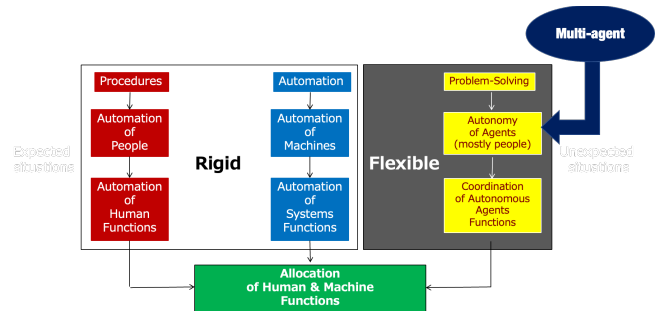 Multi-agent
Procedures
Automation
Problem-Solving
Automation
of
People
Automation
of
Machines
Autonomy
of Agents
(mostly people)
Expected
situstions
Rigid
Flexible
Unexpected
situstions
Automation
of
Human
Functions
Automation
of
Systems
Functions
Coordination
of Autonomous
Agents
Functions
Allocation
of Human & Machine
Functions